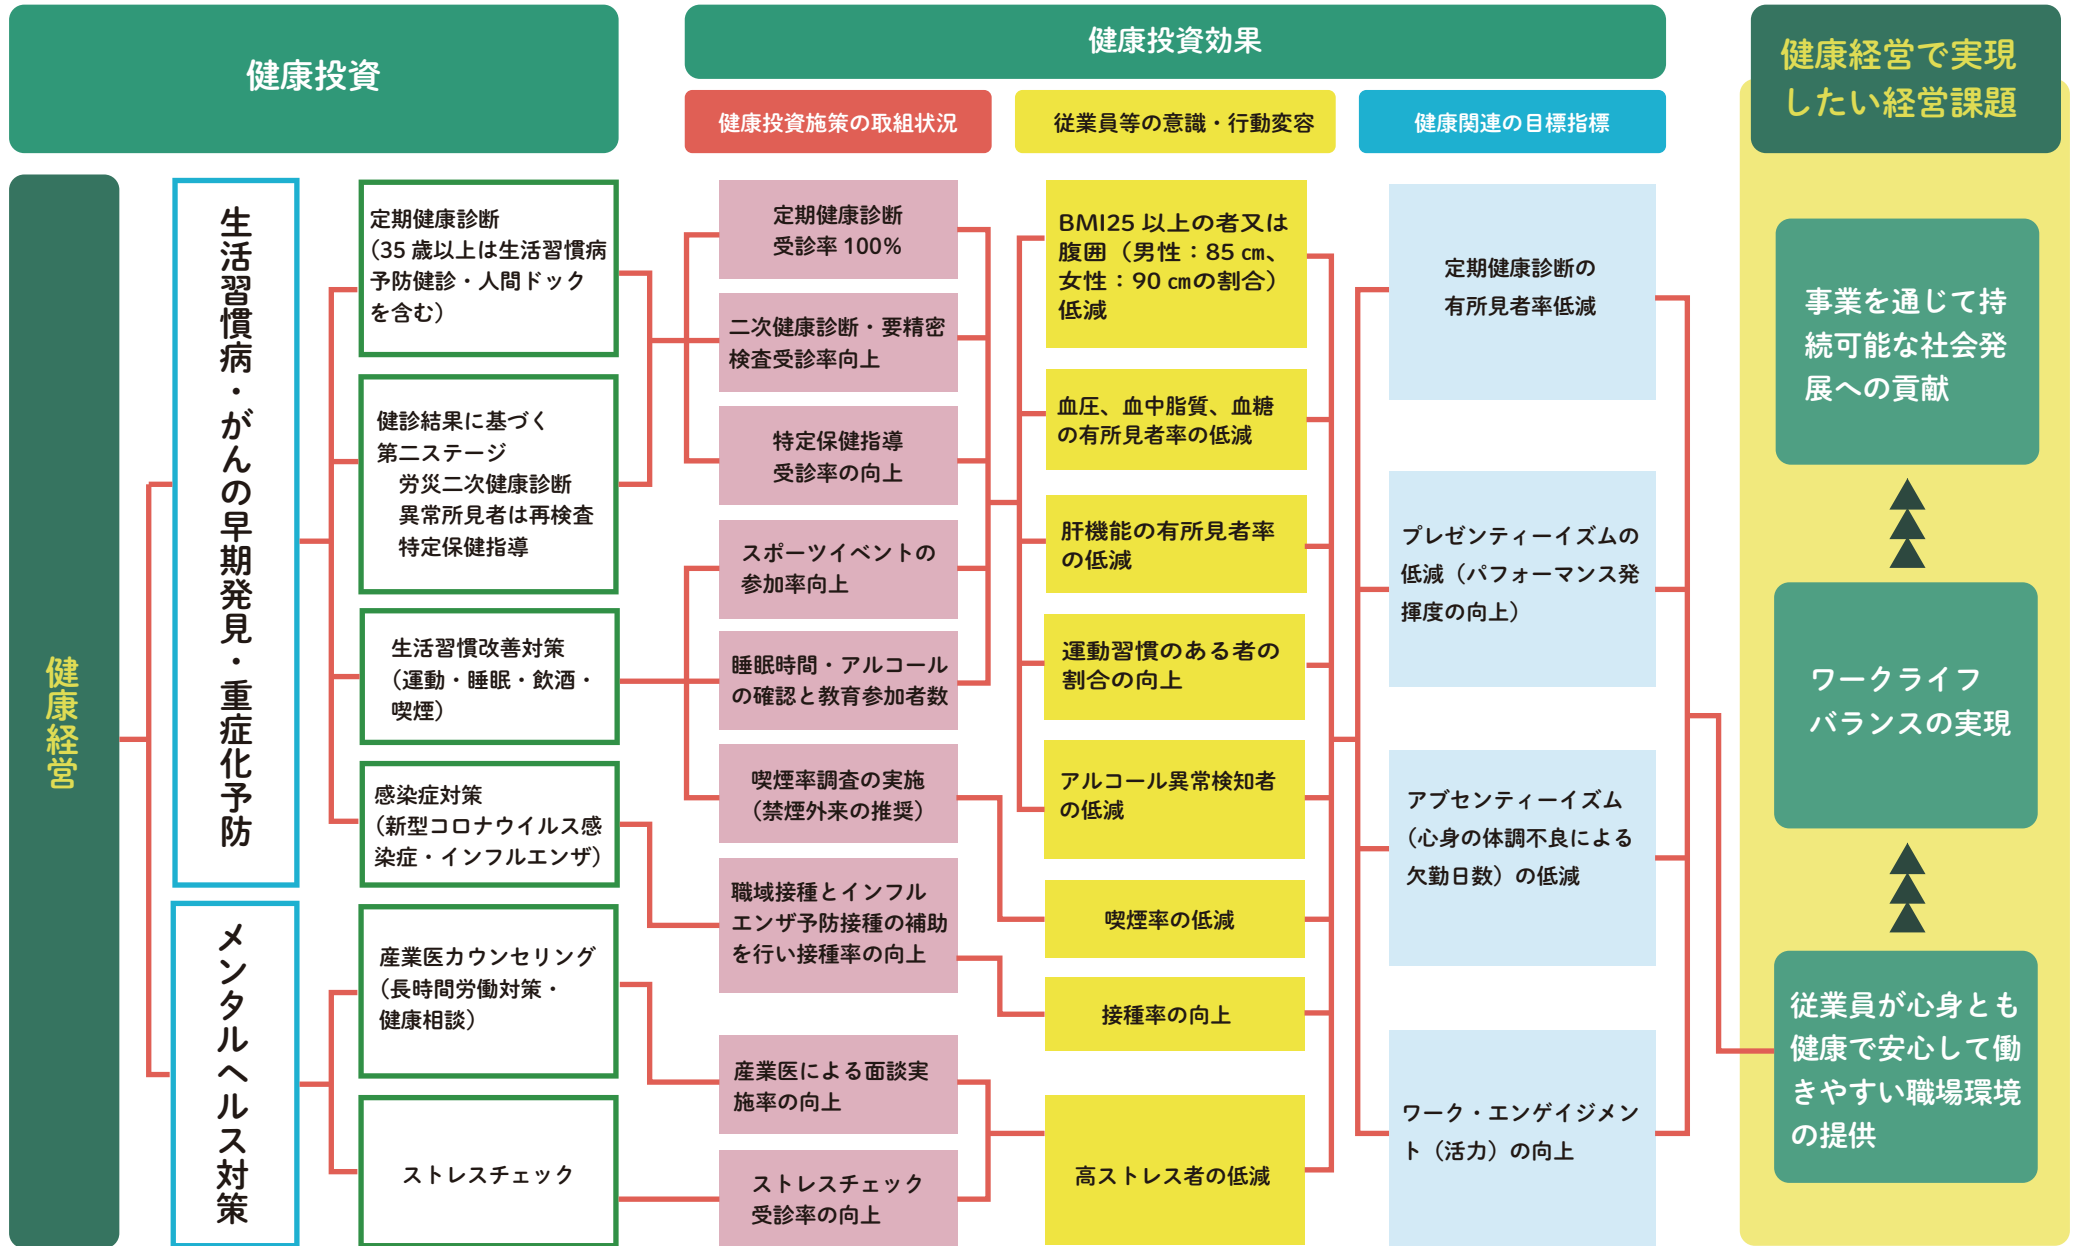 健康投資
健康投資効果
健康経営で実現
したい経営課題
健康投資施策の取組状況
従業員等の意識・行動変容
健康関連の目標指標
健康経営
生活習慣病・がんの早期発見・重症化予防
メンタルヘルス対策
定期健康診断
(35 歳以上は生活習慣病
予防健診・人間ドック
を含む)
健診結果に基づく
第二ステージ
労災二次健康診断
異常所見者は再検査
特定保健指導
生活習慣改善対策
(運動・睡眠・飲酒・
喫煙)
感染症対策
(新型コロナウイルス感
染症・インフルエンザ)
産業医カウンセリング
(長時間労働対策・
健康相談)
ストレスチェック
定期健康診断
受診率 100%
二次健康診断・要精密
検査受診率向上
特定保健指導
受診率の向上
スポーツイベントの
参加率向上
睡眠時間・アルコール
の確認と教育参加者数
喫煙率調査の実施
(禁煙外来の推奨)
職域接種とインフル
エンザ予防接種の補助
を行い接種率の向上
産業医による面談実
施率の向上
ストレスチェック
受診率の向上
BMI25 以上の者又は
腹囲（男性：85 ㎝、
女性：90 ㎝の割合）
低減
血圧、血中脂質、血糖
の有所見者率の低減
肝機能の有所見者率
の低減
運動習慣のある者の
割合の向上
アルコール異常検知者
の低減
喫煙率の低減
接種率の向上
高ストレス者の低減
定期健康診断の
有所見者率低減
プレゼンティーイズムの
低減（パフォーマンス発
揮度の向上）
アブセンティーイズム
（心身の体調不良による
欠勤日数）の低減
ワーク・エンゲイジメン
ト（活力）の向上
事業を通じて持
続可能な社会発
展への貢献
ワークライフ
バランスの実現
従業員が心身とも
健康で安心して働
きやすい職場環境
の提供